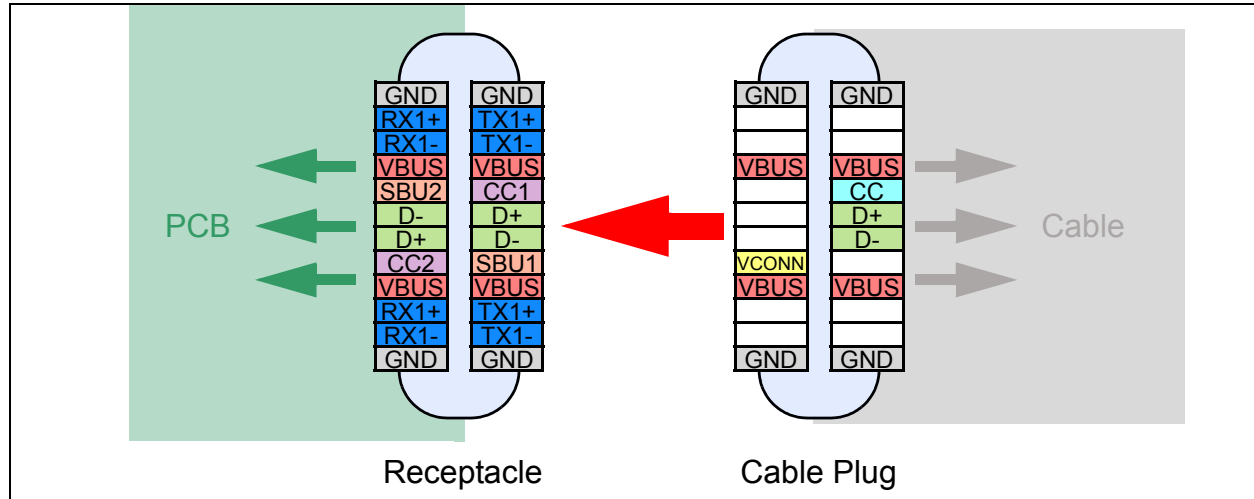 GND GND GND GND
RX1+ TX1+
RX1- TX1-
VBUS VBUS VBUS VBUS
SBU2 CC1 CC
PCB D- D+ D+ Cable
D+ D- D-
CC2 SBU1 VCONN
VBUS VBUS VBUS VBUS
RX1+ TX1+
RX1- TX1-
GND GND GND GND
Receptacle Cable Plug